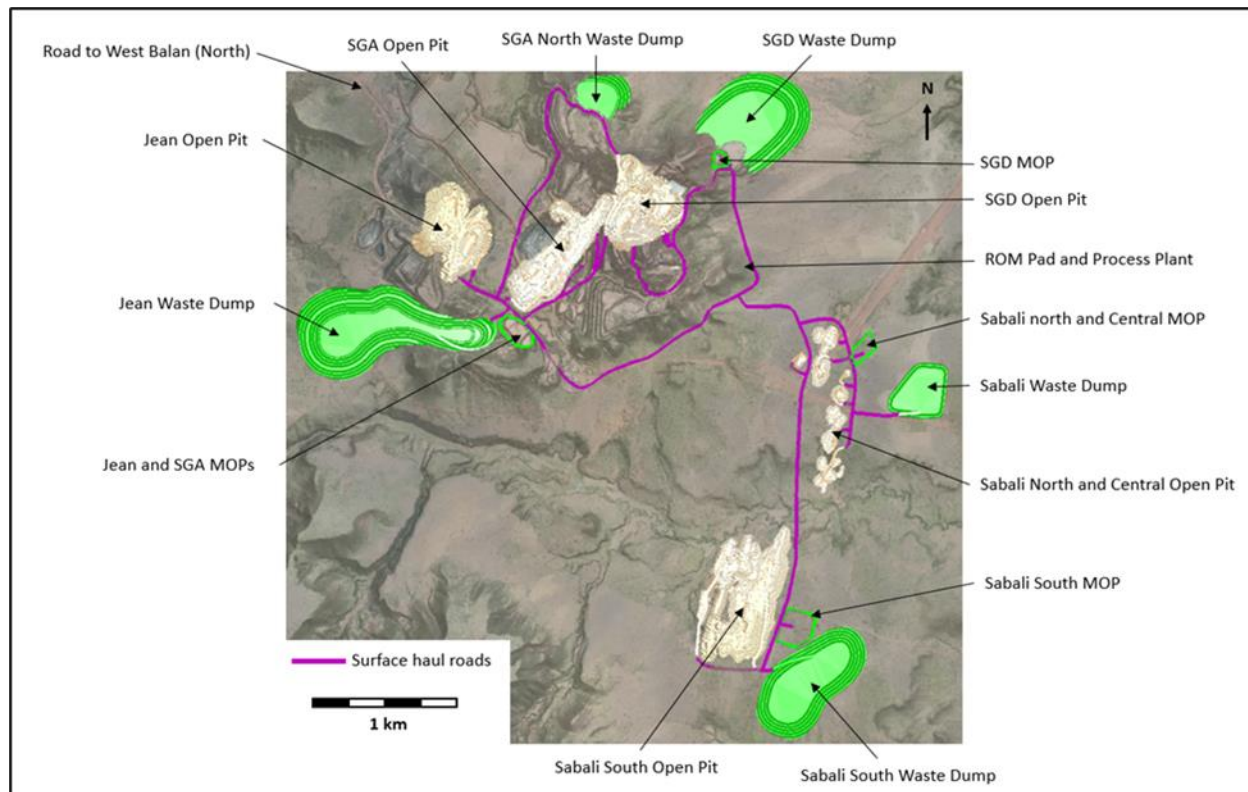 SGA Open Pit
SGA North Waste Dump
SGD Waste Dump
Road to West Balan (North)
N
Jean Open Pit
SGD MOP
SGD Open Pit
ROM Pad and Process Plant
Jean Waste Dump
Sabali north and Central MOP
Sabali Waste Dump
Jean and SGA MOPs
Sabali North and Central Open Pit
Sabali South MOP
Surface haul roads
1 km
Sabali South Open Pit
Sabali South Waste Dump